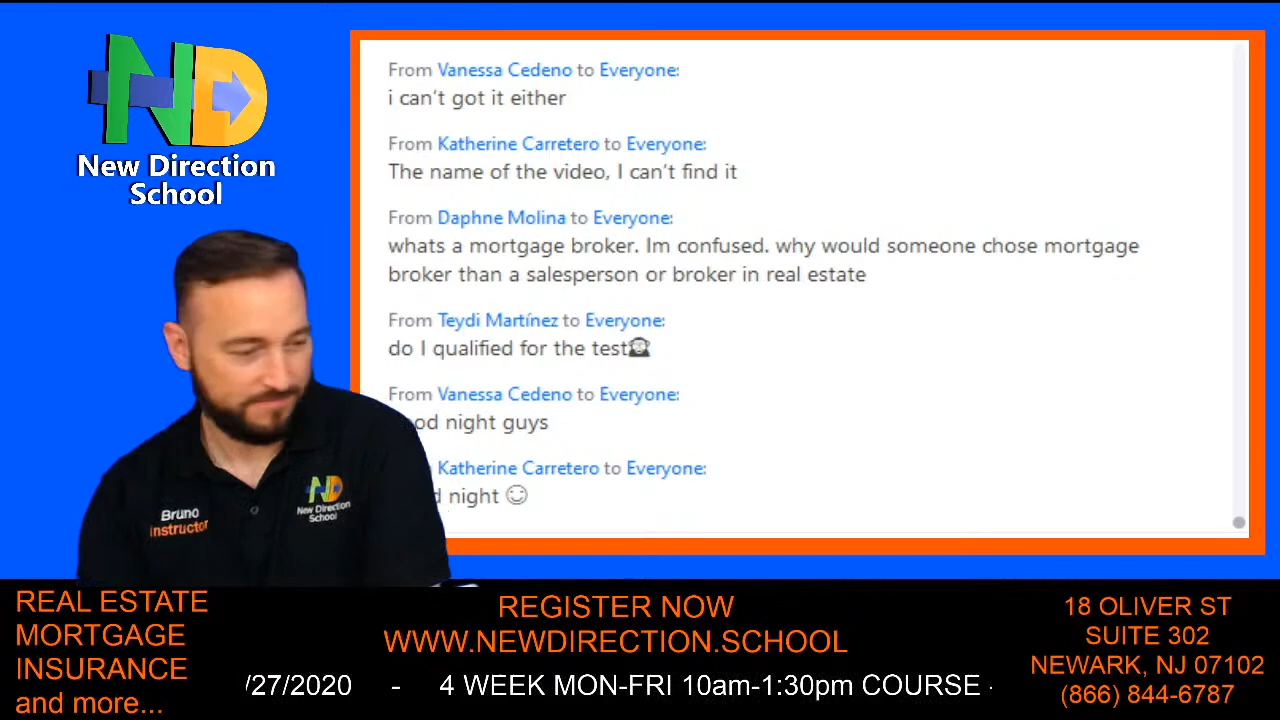 New Direction
School
From Vanessa Cedeno to Everyone:
i can't got it either
From Katherine Carretero to Everyone:
The name of the video, I can't find it
From Daphne Molina to Everyone:
whats a mortgage broker. Im confused. why would someone chose mortgage
broker than a salesperson or broker in real estate
From Teydi Martínez to Everyone:
do I qualified for the test
From Vanessa Cedeno to Everyone:
night guys
Katherine Carretero to Everyone:
night
Bruno
Instructor
New Direction
School
REAL ESTATE
MORTGAGE
INSURANCE
and more...
REGISTER NOW
WWW.NEWDIRECTION.SCHOOL
/27/2020 - 4 WEEK MON-FRI 10am-1:30pm COURSE -
18 OLIVER ST
SUITE 302
NEWARK, NJ 07102
(866) 844-6787